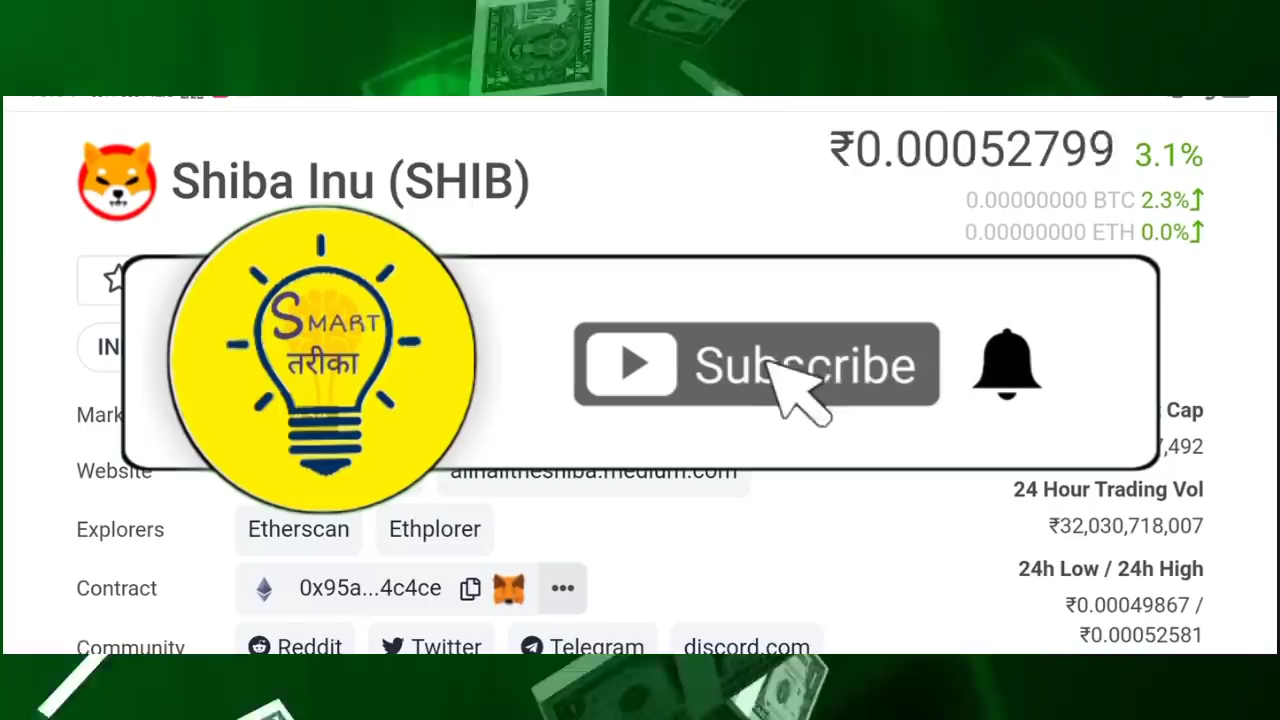 Shiba Inu (SHIB)
₹0.00052799 3.1%
0.00000000 BTC 2.3%
0.00000000 ETH 0.0%
IN
SMART
तरीका
Subscribe
Mark
Cap
,492
Website
24 Hour Trading Vol
₹32,030,718,007
Explorers Etherscan Ethplorer
24h Low / 24h High
Contract 0x95a...4c4ce •••
₹0.00049867 /
₹0.00052581
Community Reddit Twitter Telegram discord.com